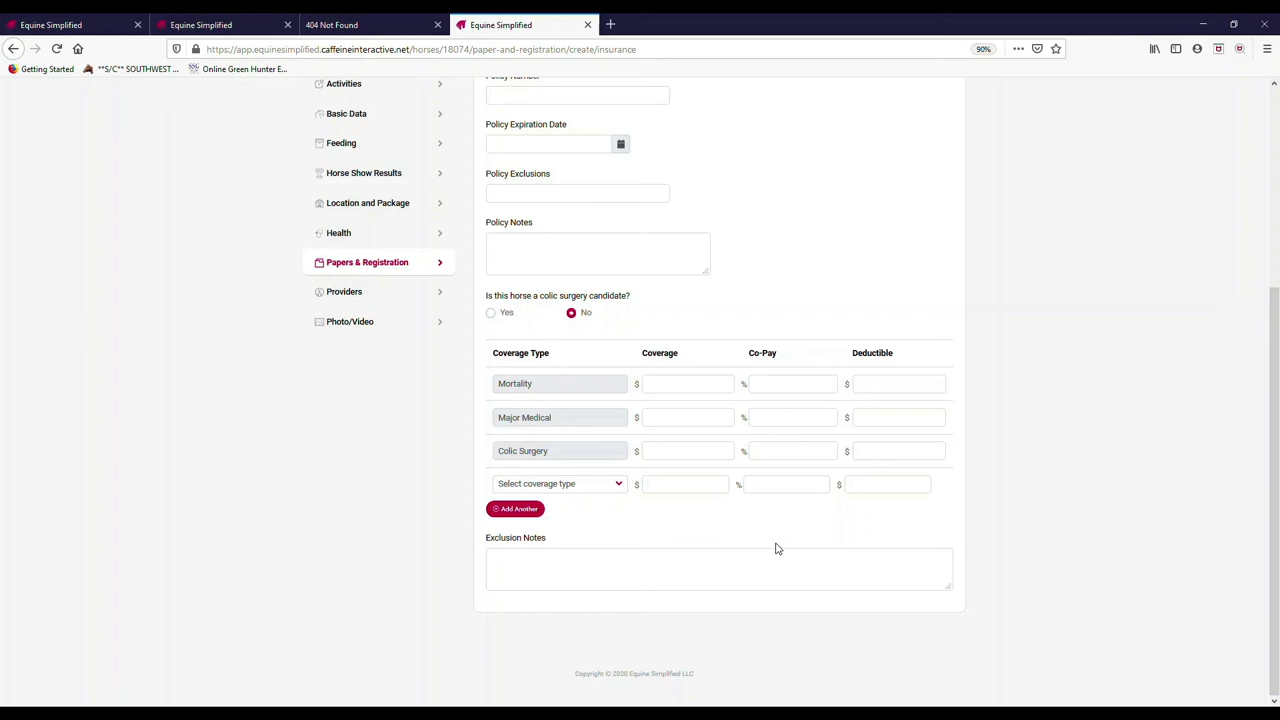 Equine Simplified
Equine Simplified
404 Not Found
Equine Simplified
https://app.equinesimplified.caffeineinteractive.net/horses/18074/paper-and-registration/create/insurance
90%
Getting Started
**S/C** SOUTHWEST ...
Online Green Hunter E...
Activities
Basic Data
Feeding
Horse Show Results
Location and Package
Health
Papers & Registration
Providers
Photo/Video
Policy Number
Policy Expiration Date
Policy Exclusions
Policy Notes
Is this horse a colic surgery candidate?
Yes No
Coverage Type Coverage Co-Pay Deductible
Mortality $ % $
Major Medical $ % $
Colic Surgery $ % $
Select coverage type $ % $
Add Another
Exclusion Notes
Copyright © 2020 Equine Simplified LLC